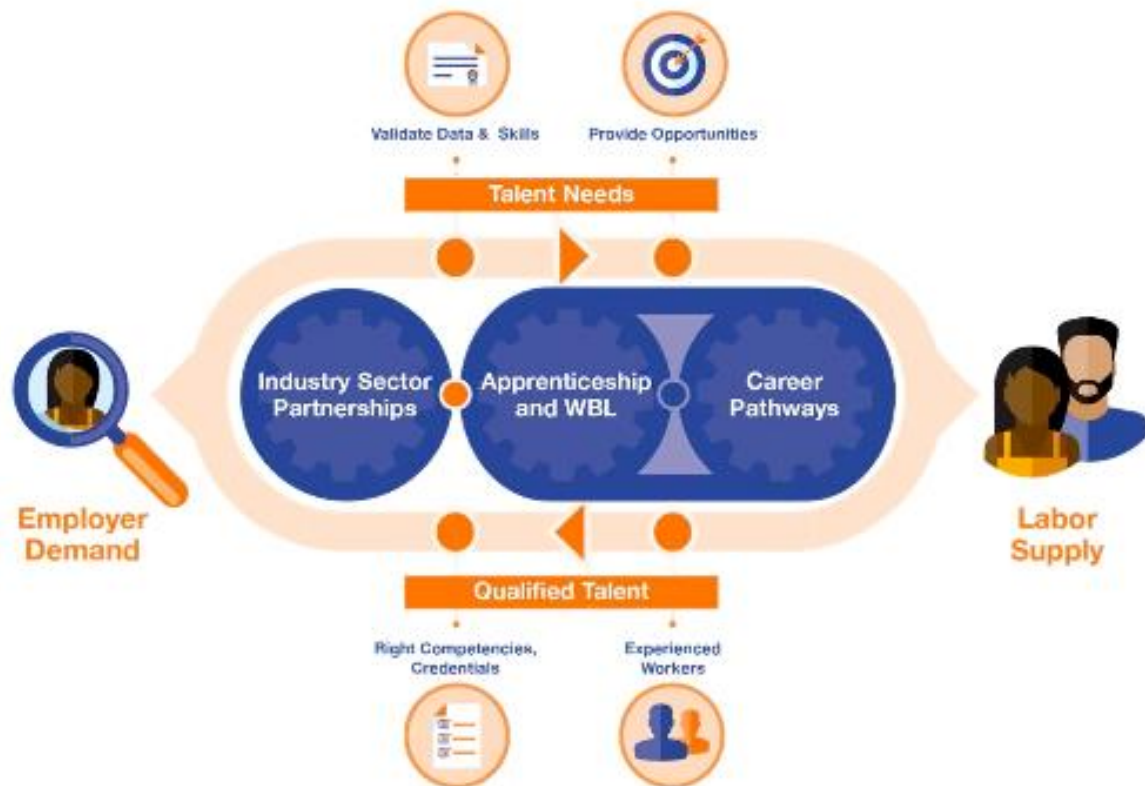 Validate Data & Skills
Provide Opportunities
Talent Needs
Industry Sector
Partnerships
Apprenticeship
and WBL
Career
Pathways
Employer
Demand
Labor
Supply
Qualified Talent
Right Competencies,
Credentials
Experienced
Workers